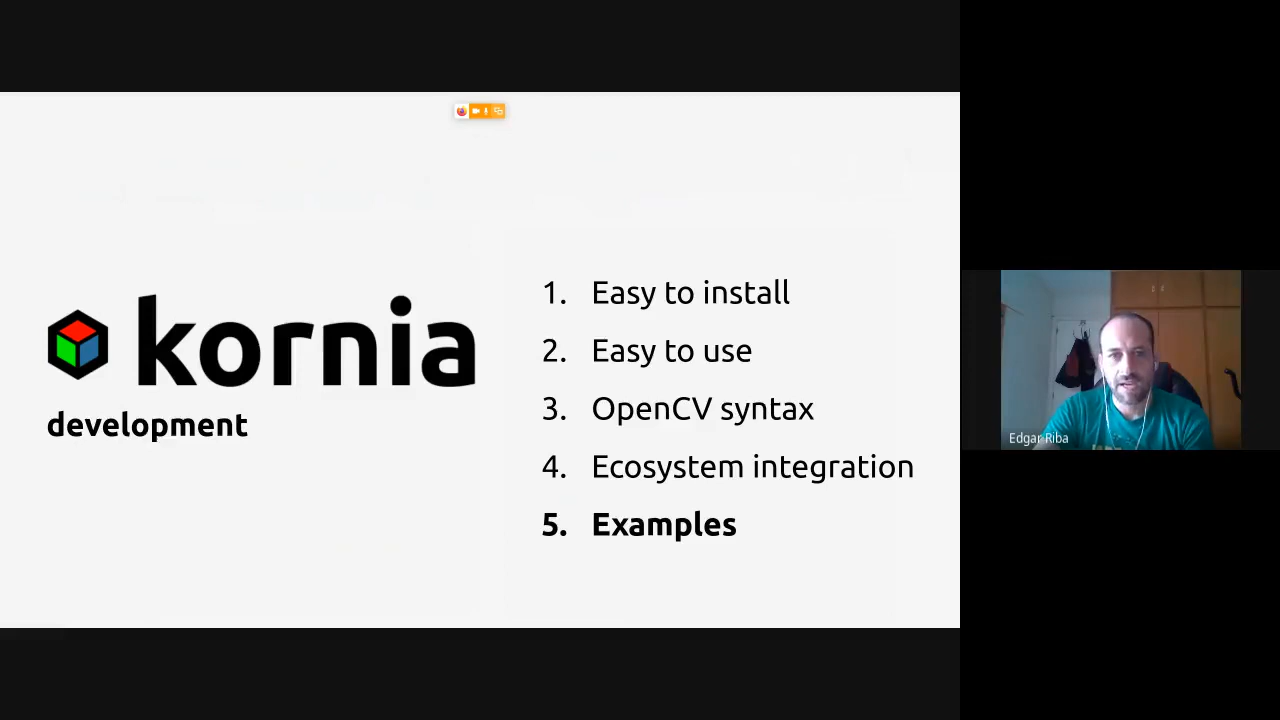 kornia
development
1. Easy to install
2. Easy to use
3. OpenCV syntax
4. Ecosystem integration
5. Examples
Edgar Riba